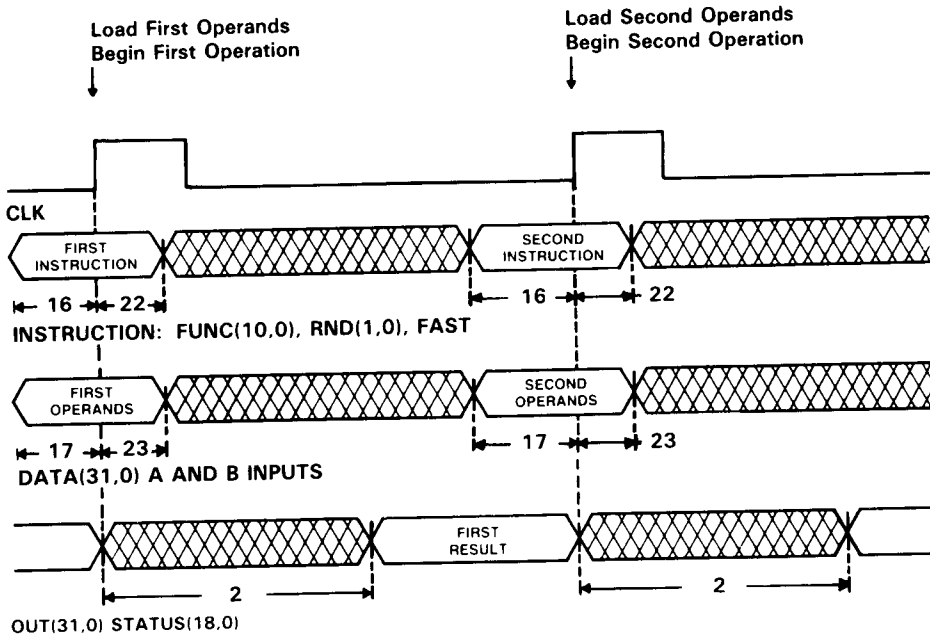 Load First Operands
Begin First Operation
Load Second Operands
Begin Second Operation
CLK
FIRST
INSTRUCTION
SECOND
INSTRUCTION
16
22
16
22
INSTRUCTION: FUNC(10,0), RND(1,0), FAST
FIRST
OPERANDS
SECOND
OPERANDS
17
23
17
23
DATA(31,0) A AND B INPUTS
FIRST
RESULT
2
2
OUT(31,0) STATUS(18,0)